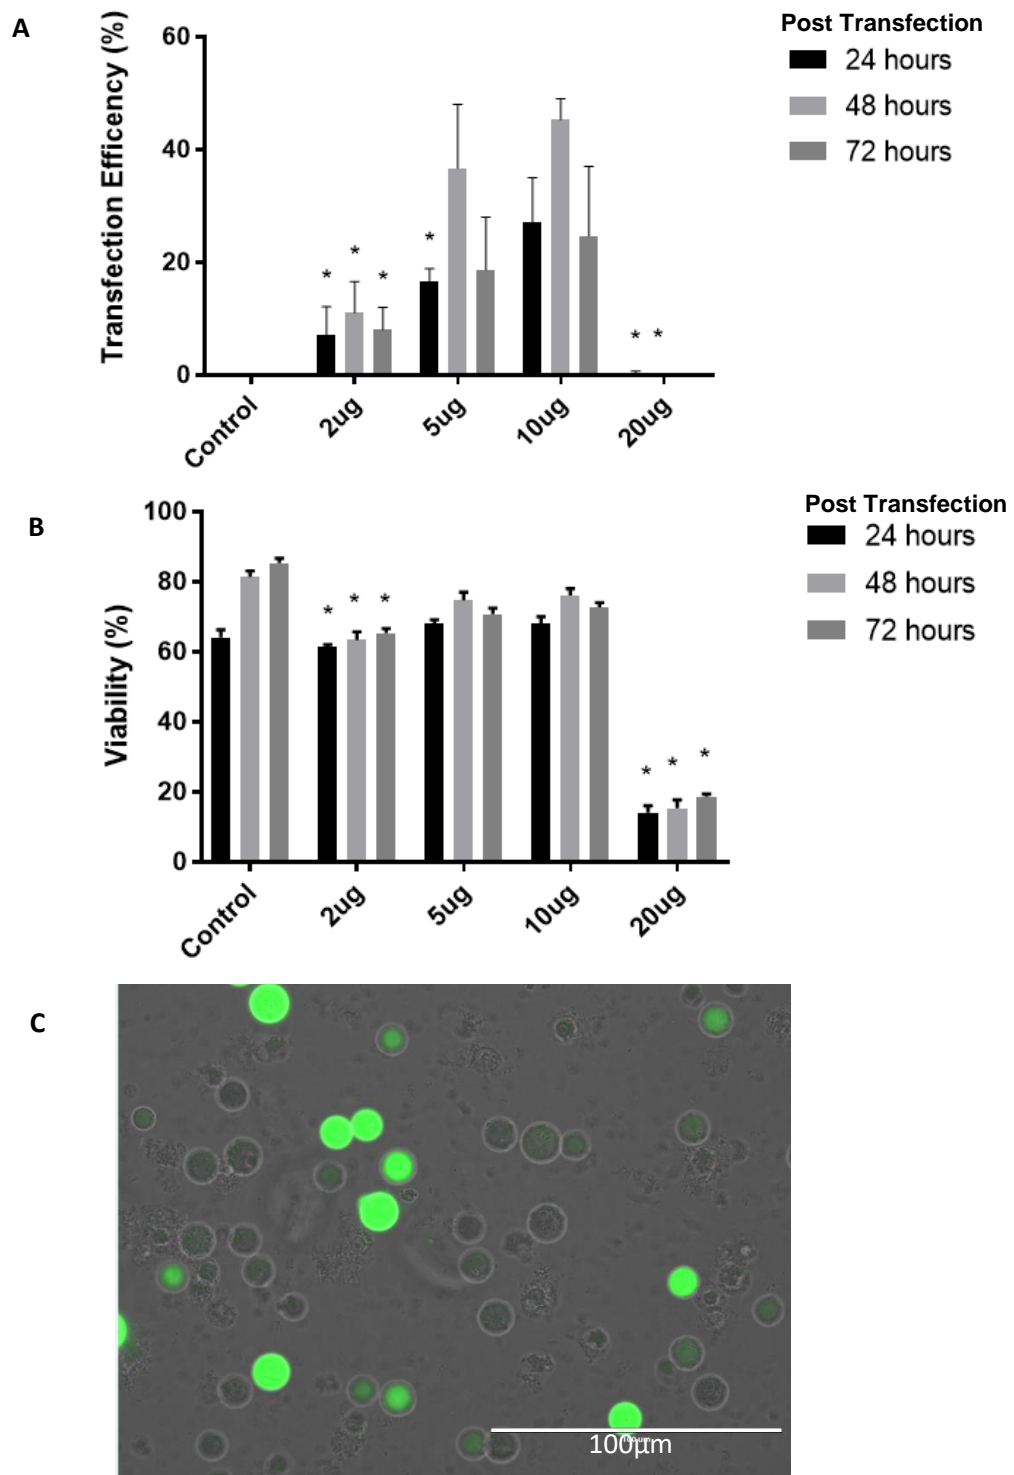 A
Post Transfection
24 hours
48 hours
72 hours
Transfection Efficency (%)
60
40
20
0
* * * * * *
Control 2ug 5ug 10ug 20ug
B
Post Transfection
24 hours
48 hours
72 hours
Viability (%)
100
80
60
40
20
0
* * * * * *
Control 2ug 5ug 10ug 20ug
C
100µm